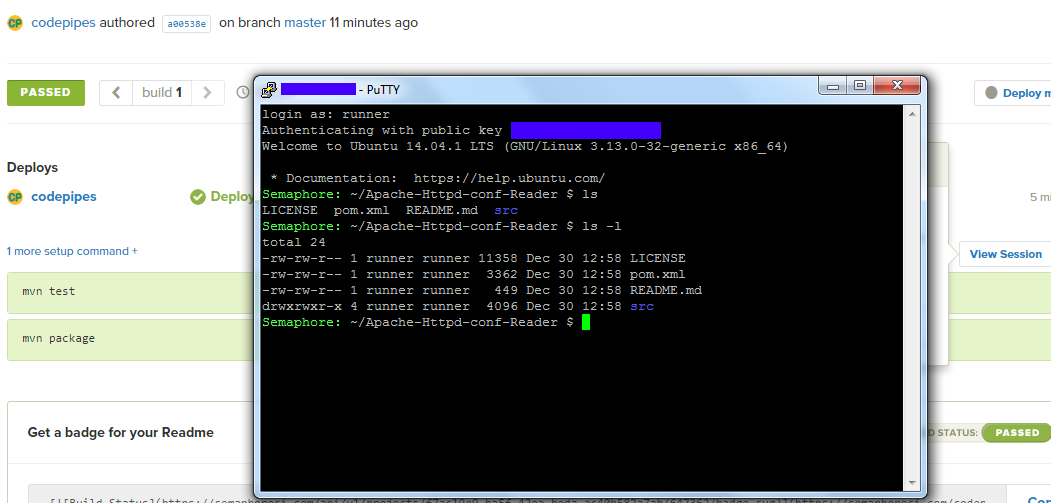 codepipes authored a00538e on branch master 11 minutes ago
PASSED
build 1
Deploy m
Deploys
codepipes
Deploy
5 mi
1 more setup command +
View Session
mvn test
mvn package
- PuTTY
login as: runner
Authenticating with public key
Welcome to Ubuntu 14.04.1 LTS (GNU/Linux 3.13.0-32-generic x86_64)
* Documentation:  https://help.ubuntu.com/
Semaphore: ~/Apache-Httpd-conf-Reader $ ls
LICENSE  pom.xml  README.md  src
Semaphore: ~/Apache-Httpd-conf-Reader $ ls -l
total 24
-rw-rw-r-- 1 runner runner 11358 Dec 30 12:58 LICENSE
-rw-rw-r-- 1 runner runner  3362 Dec 30 12:58 pom.xml
-rw-rw-r-- 1 runner runner   449 Dec 30 12:58 README.md
drwxrwxr-x 4 runner runner  4096 Dec 30 12:58 src
Semaphore: ~/Apache-Httpd-conf-Reader $
Get a badge for your Readme
D STATUS: PASSED